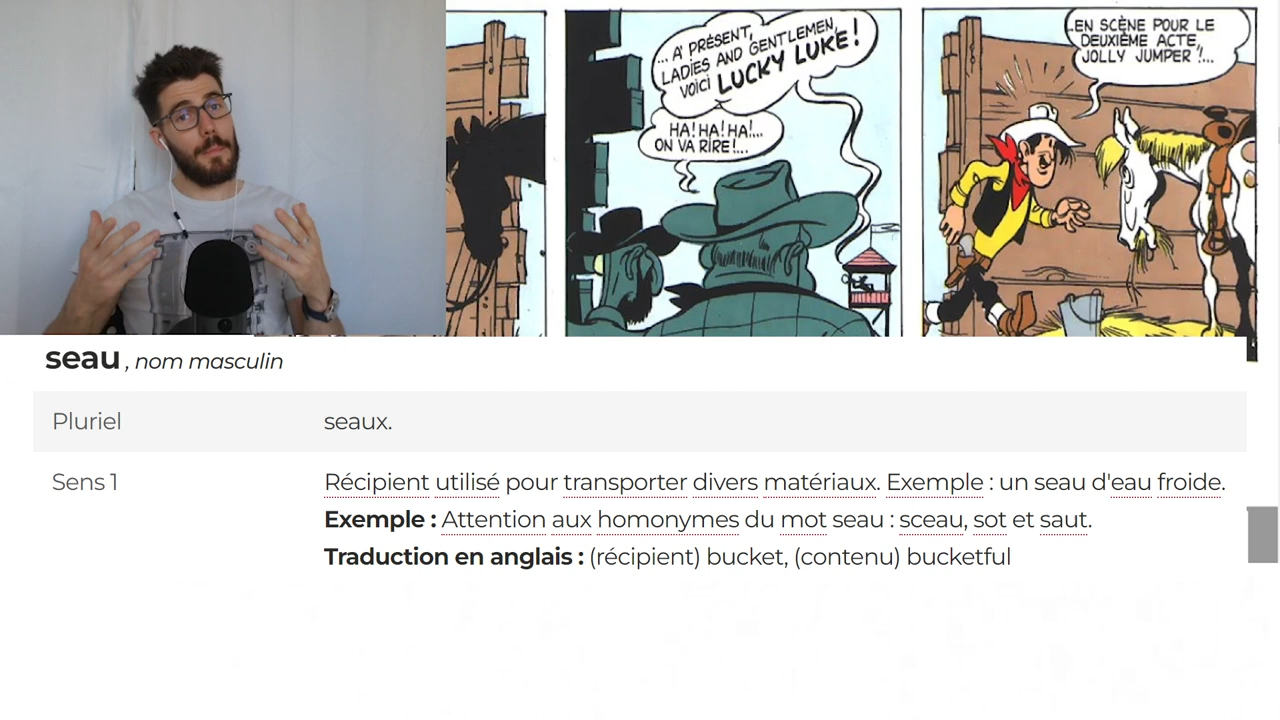 ... À PRÉSENT,
LADIES AND GENTLEMEN,
VOICI LUCKY LUKE!
HA! HA! HA!...
ON VA RIRE!...
EN SCÈNE POUR LE
DEUXIÈME ACTE,
JOLLY JUMPER!...
seau, nom masculin
Pluriel seaux.
Sens 1 Récipient utilisé pour transporter divers matériaux. Exemple : un seau d'eau froide.
Exemple : Attention aux homonymes du mot seau : sceau, sot et saut.
Traduction en anglais : (récipient) bucket, (contenu) bucketful